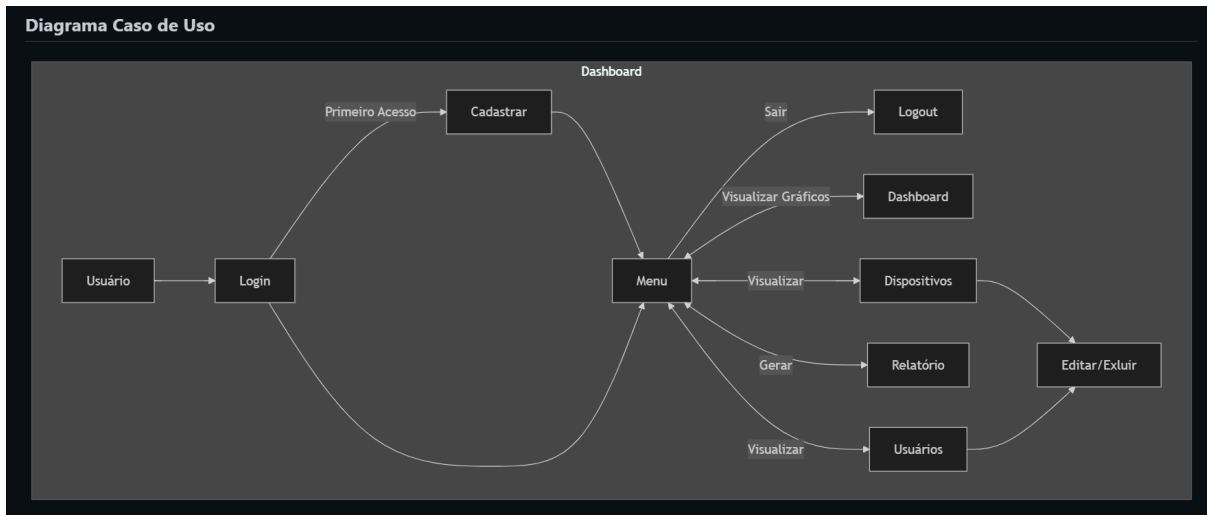 Diagrama Caso de Uso
Dashboard
Primeiro Acesso
Cadastrar
Sair
Logout
Visualizar Gráficos
Dashboard
Usuário
Login
Menu
Visualizar
Dispositivos
Gerar
Relatório
Editar/Exluir
Visualizar
Usuários